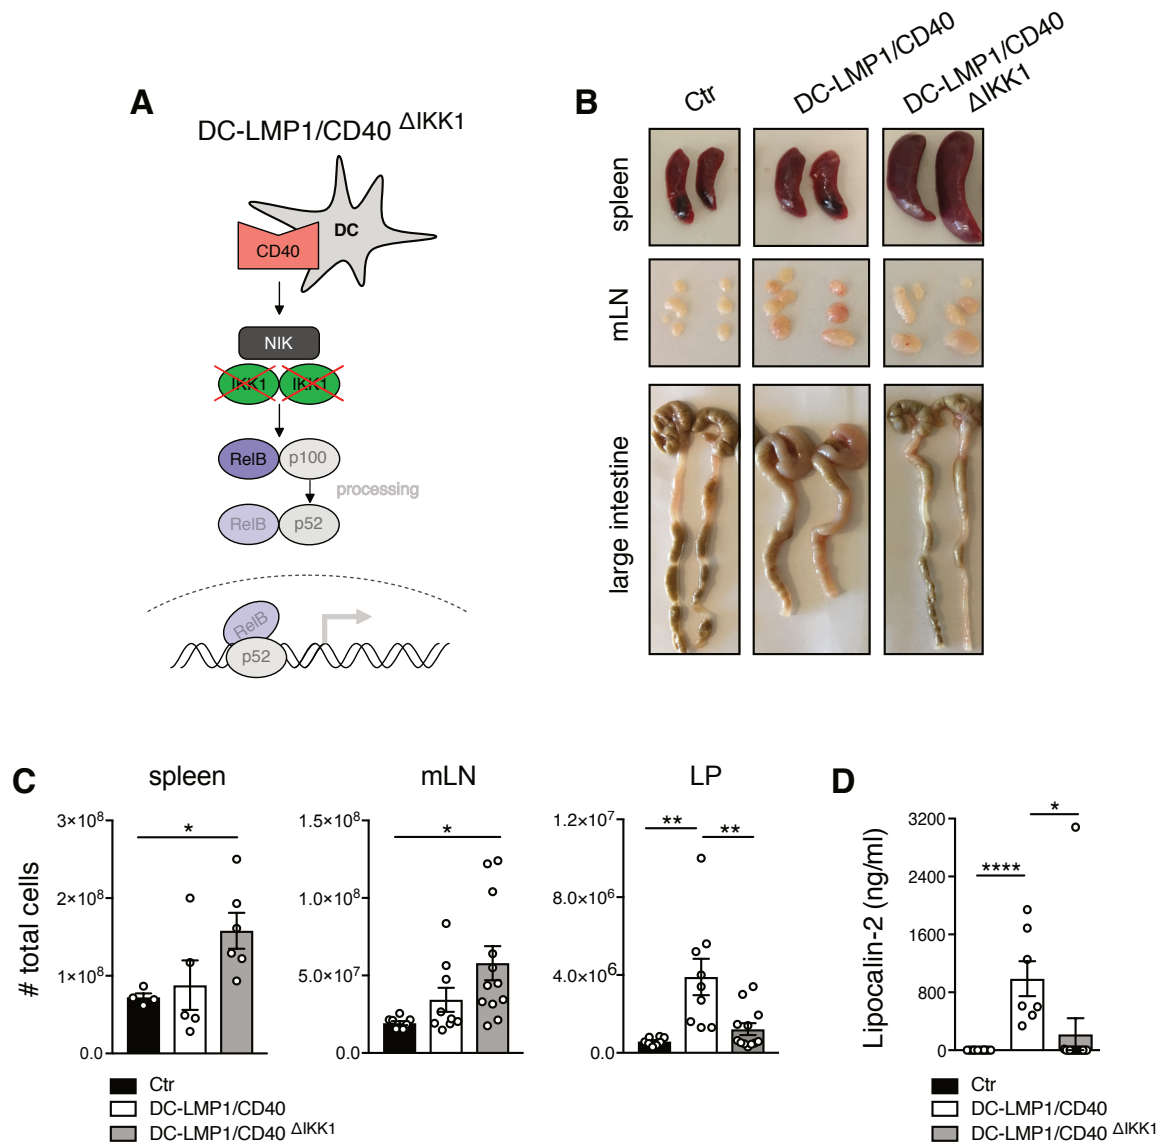 A
DC-LMP1/CD40 ΔIKK1
DC
CD40
NIK
IKK1 IKK1
RelB p100
processing
RelB p52
RelB
p52
B
Ctr
DC-LMP1/CD40
DC-LMP1/CD40
ΔIKK1
spleen
mLN
large intestine
C
spleen
# total cells
3×10⁸
2×10⁸
1×10⁸
0.0
*
mLN
1.5×10⁸
1.0×10⁸
5.0×10⁷
0.0
*
LP
1.2×10⁷
8.0×10⁶
4.0×10⁶
0.0
** **
Ctr
DC-LMP1/CD40
DC-LMP1/CD40 ΔIKK1
D
Lipocalin-2 (ng/ml)
3200
2400
1600
800
0
****
*
Ctr
DC-LMP1/CD40
DC-LMP1/CD40 ΔIKK1